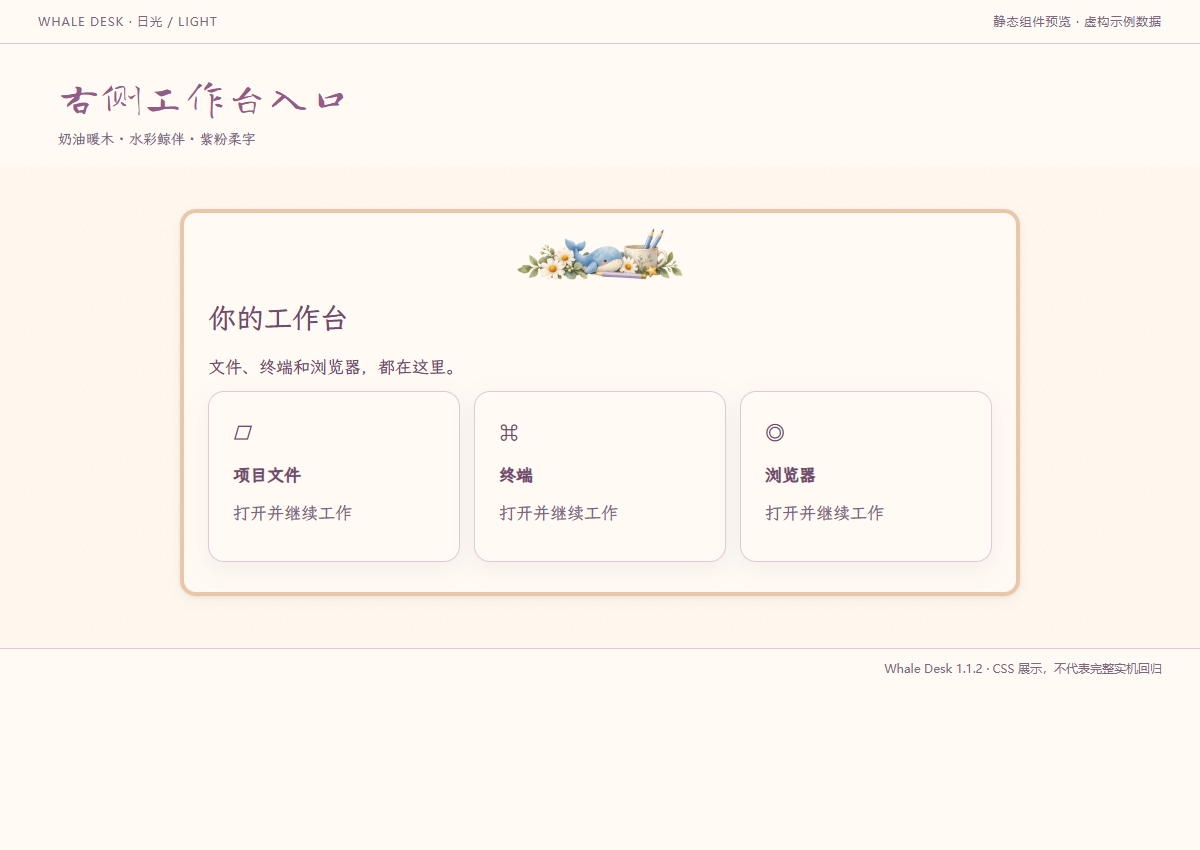 WHALE DESK · 日光 / LIGHT
静态组件预览 · 虚构示例数据
右侧工作台入口
奶油暖木 · 水彩鲸伴 · 紫粉柔字
你的工作台
文件、终端和浏览器，都在这里。
项目文件
打开并继续工作
终端
打开并继续工作
浏览器
打开并继续工作
Whale Desk 1.1.2 · CSS 展示，不代表完整实机回归